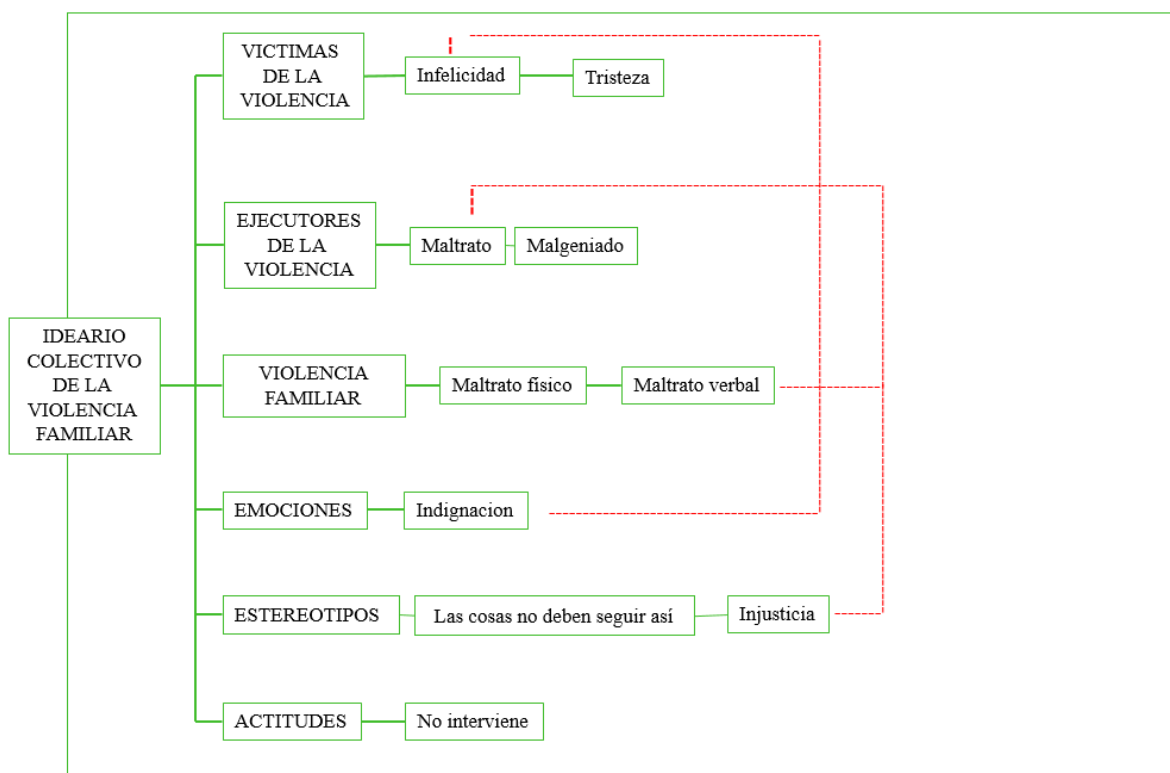 VICTIMAS
DE LA
VIOLENCIA
Infelicidad
Tristeza
EJECUTORES
DE LA
VIOLENCIA
Maltrato
Malgeniado
IDEARIO
COLECTIVO
DE LA
VIOLENCIA
FAMILIAR
VIOLENCIA
FAMILIAR
Maltrato físico
Maltrato verbal
EMOCIONES
Indignacion
ESTEREOTIPOS
Las cosas no deben seguir así
Injusticia
ACTITUDES
No interviene